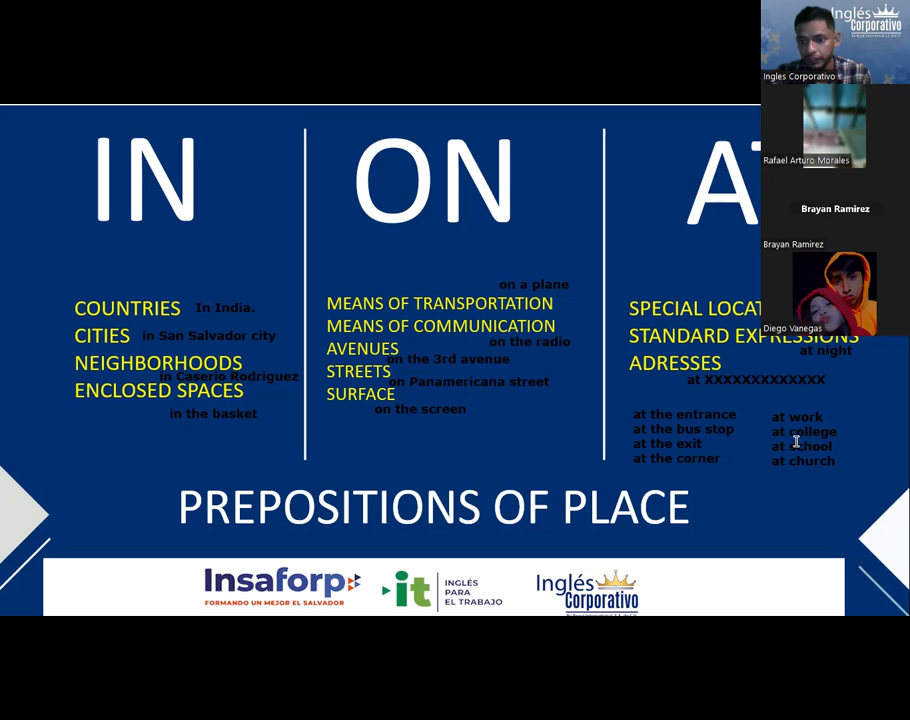 IN
COUNTRIES In India.
CITIES in San Salvador city
NEIGHBORHOODS
in Caserio Rodriguez
ENCLOSED SPACES
in the basket
ON
on a plane
MEANS OF TRANSPORTATION
MEANS OF COMMUNICATION
on the radio
AVENUES
on the 3rd avenue
STREETS
on Panamericana street
SURFACE
on the screen
SPECIAL
STANDARD EXPRESSIONS
at night
ADRESSES
at XXXXXXXXXXXXX
at the entrance
at the bus stop
at the exit
at the corner
at work
at college
at school
at church
PREPOSITIONS OF PLACE
Insaforp
FORMANDO UN MEJOR EL SALVADOR
it INGLÉS
PARA
EL TRABAJO
Inglés
Corporativo
Inglés
Corporativo
Ingles Corporativo
Rafael Arturo Morales
Brayan Ramirez
Brayan Ramirez
Diego Vanegas